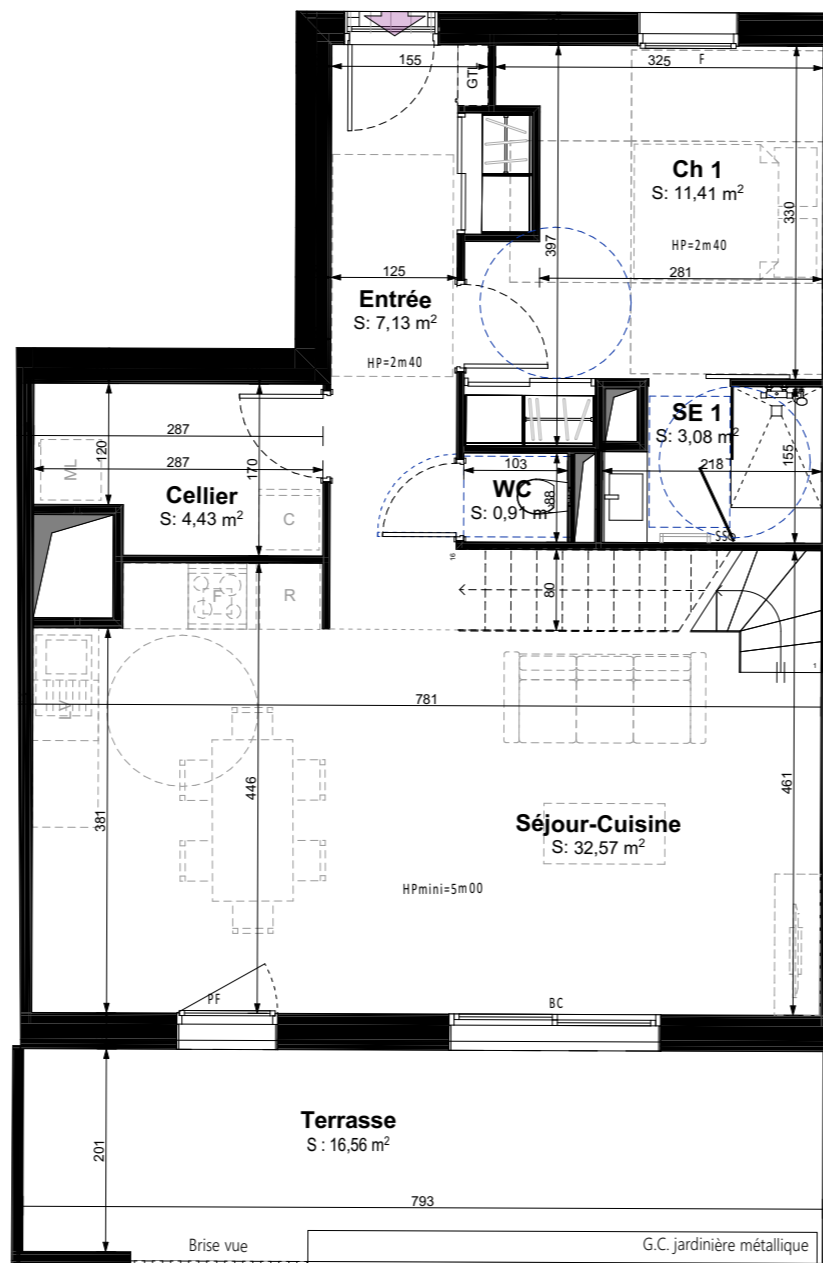 155
GTL
325
F
Ch 1
S: 11,41 m²
330
HP=2m40
397
281
125
Entrée
S: 7,13 m²
HP=2m40
287
120
287
170
ML
Cellier
S: 4,43 m²
C
103
WC
S: 0,91 m²
88
SE 1
S: 3,08 m²
218
155
SS
16
80
F
R
1
LV
781
446
381
461
Séjour-Cuisine
S: 32,57 m²
HPmini=5m00
PF
BC
Terrasse
S : 16,56 m²
201
793
Brise vue
G.C. jardinière métallique